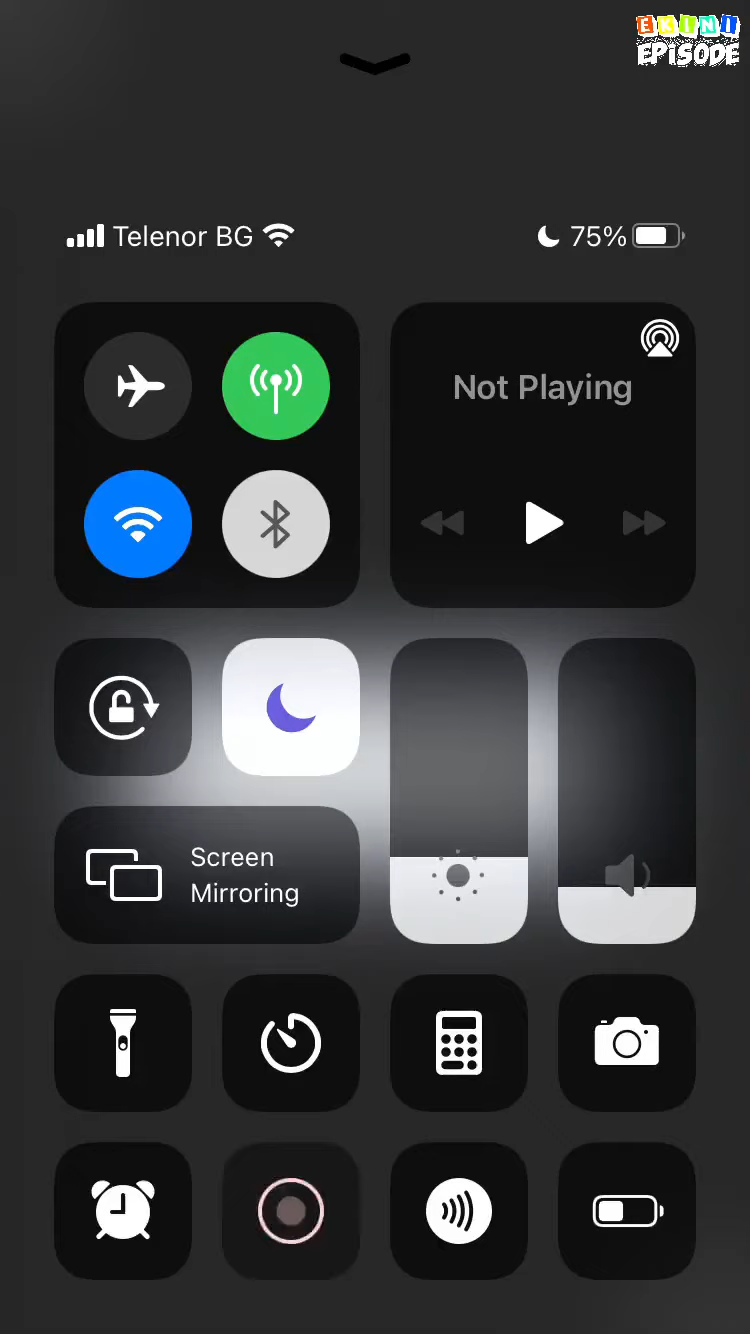 EKINI
EPISODE
Telenor BG
75%
Not Playing
Screen
Mirroring